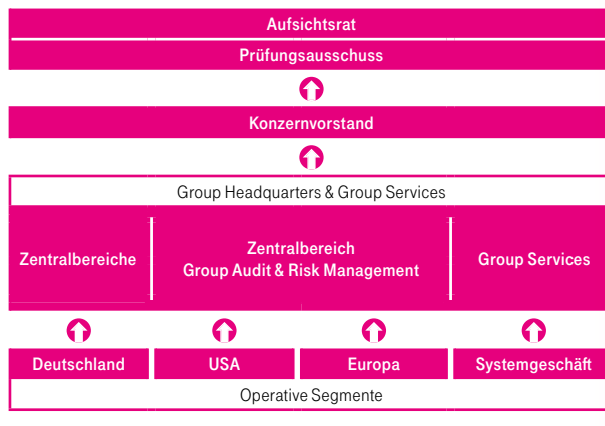 Aufsichtsrat
Prüfungsausschuss
Konzernvorstand
Group Headquarters & Group Services
Zentralbereiche
Zentralbereich
Group Audit & Risk Management
Group Services
Deutschland
USA
Europa
Systemgeschäft
Operative Segmente